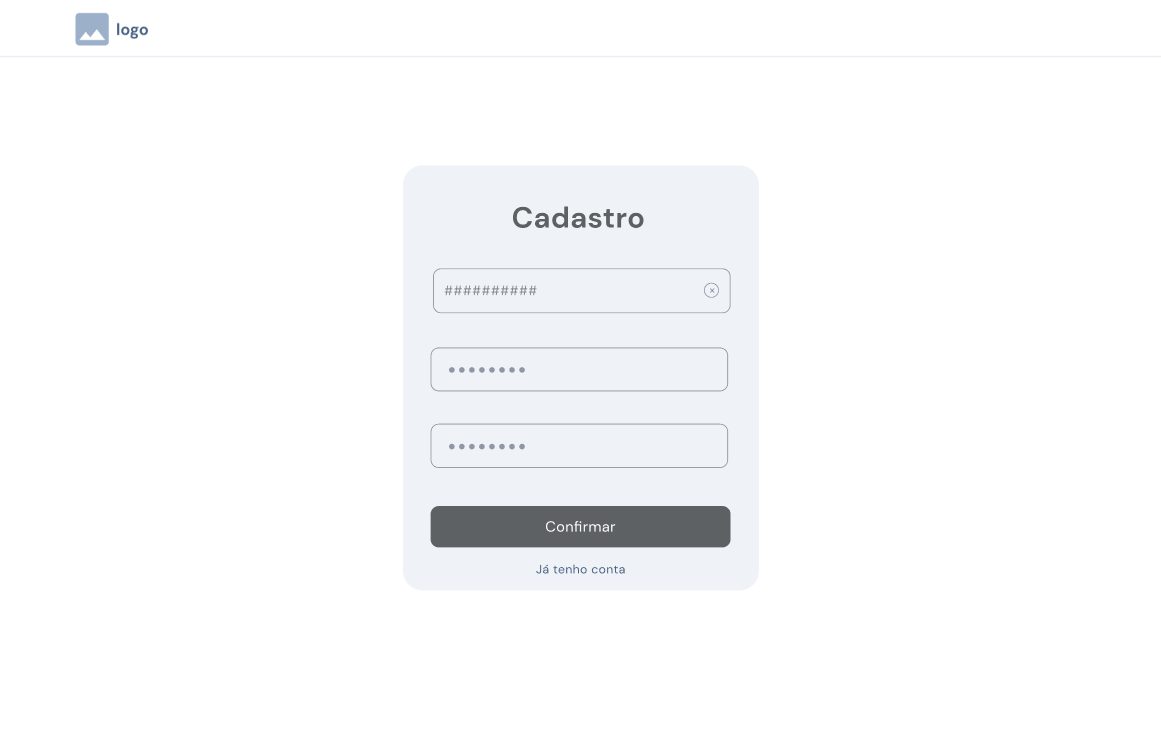 logo
Cadastro
##########
••••••••
••••••••
Confirmar
Já tenho conta